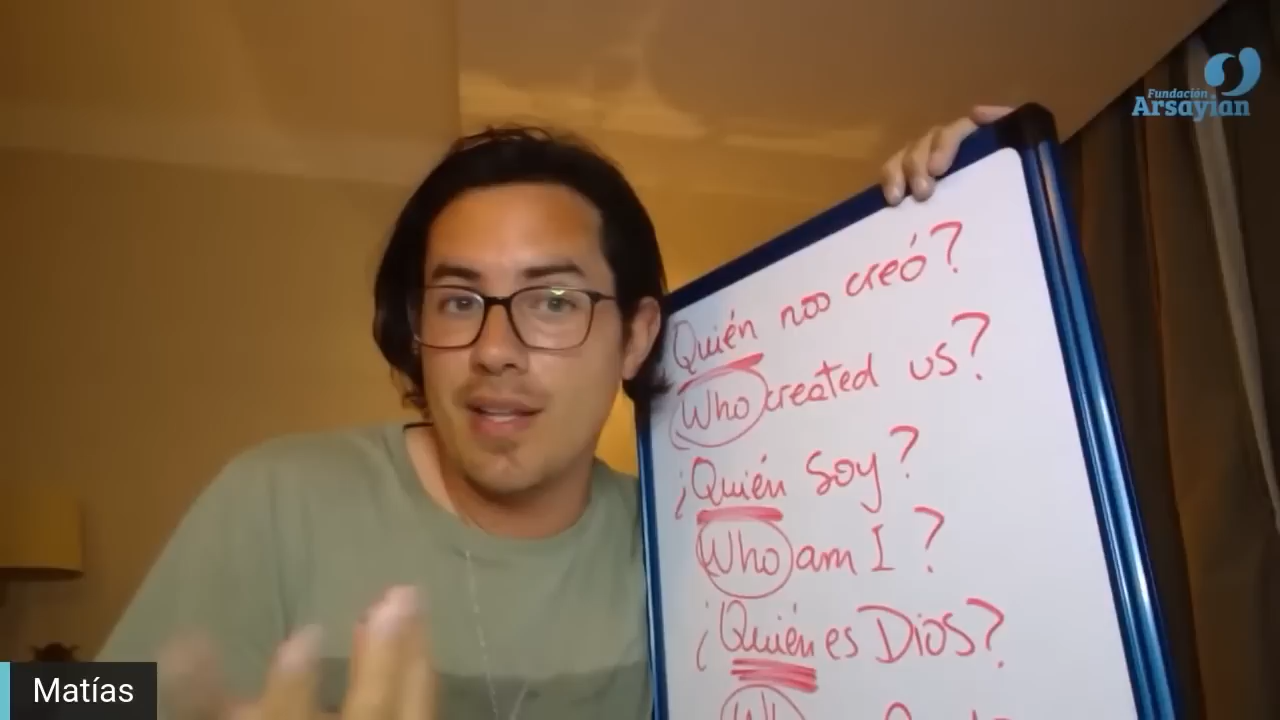 Fundación
Arsayian
Quién nos creó?
Who created us?
¿Quién soy?
Who am I?
¿Quién es Dios?
Matías